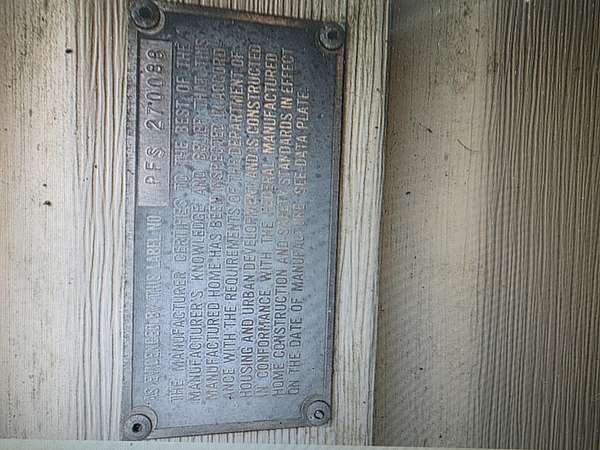 AS EVIDENCED BY THIS LABEL NO. PFS 270088
THE MANUFACTURER CERTIFIES TO THE BEST OF THE
MANUFACTURER'S KNOWLEDGE AND BELIEF THAT THIS
MANUFACTURED HOME HAS BEEN INSPECTED IN ACCORD-
ANCE WITH THE REQUIREMENTS OF THE DEPARTMENT OF
HOUSING AND URBAN DEVELOPMENT AND IS CONSTRUCTED
IN CONFORMANCE WITH THE FEDERAL MANUFACTURED
HOME CONSTRUCTION AND SAFETY STANDARDS IN EFFECT
ON THE DATE OF MANUFACTURE. SEE DATA PLATE.